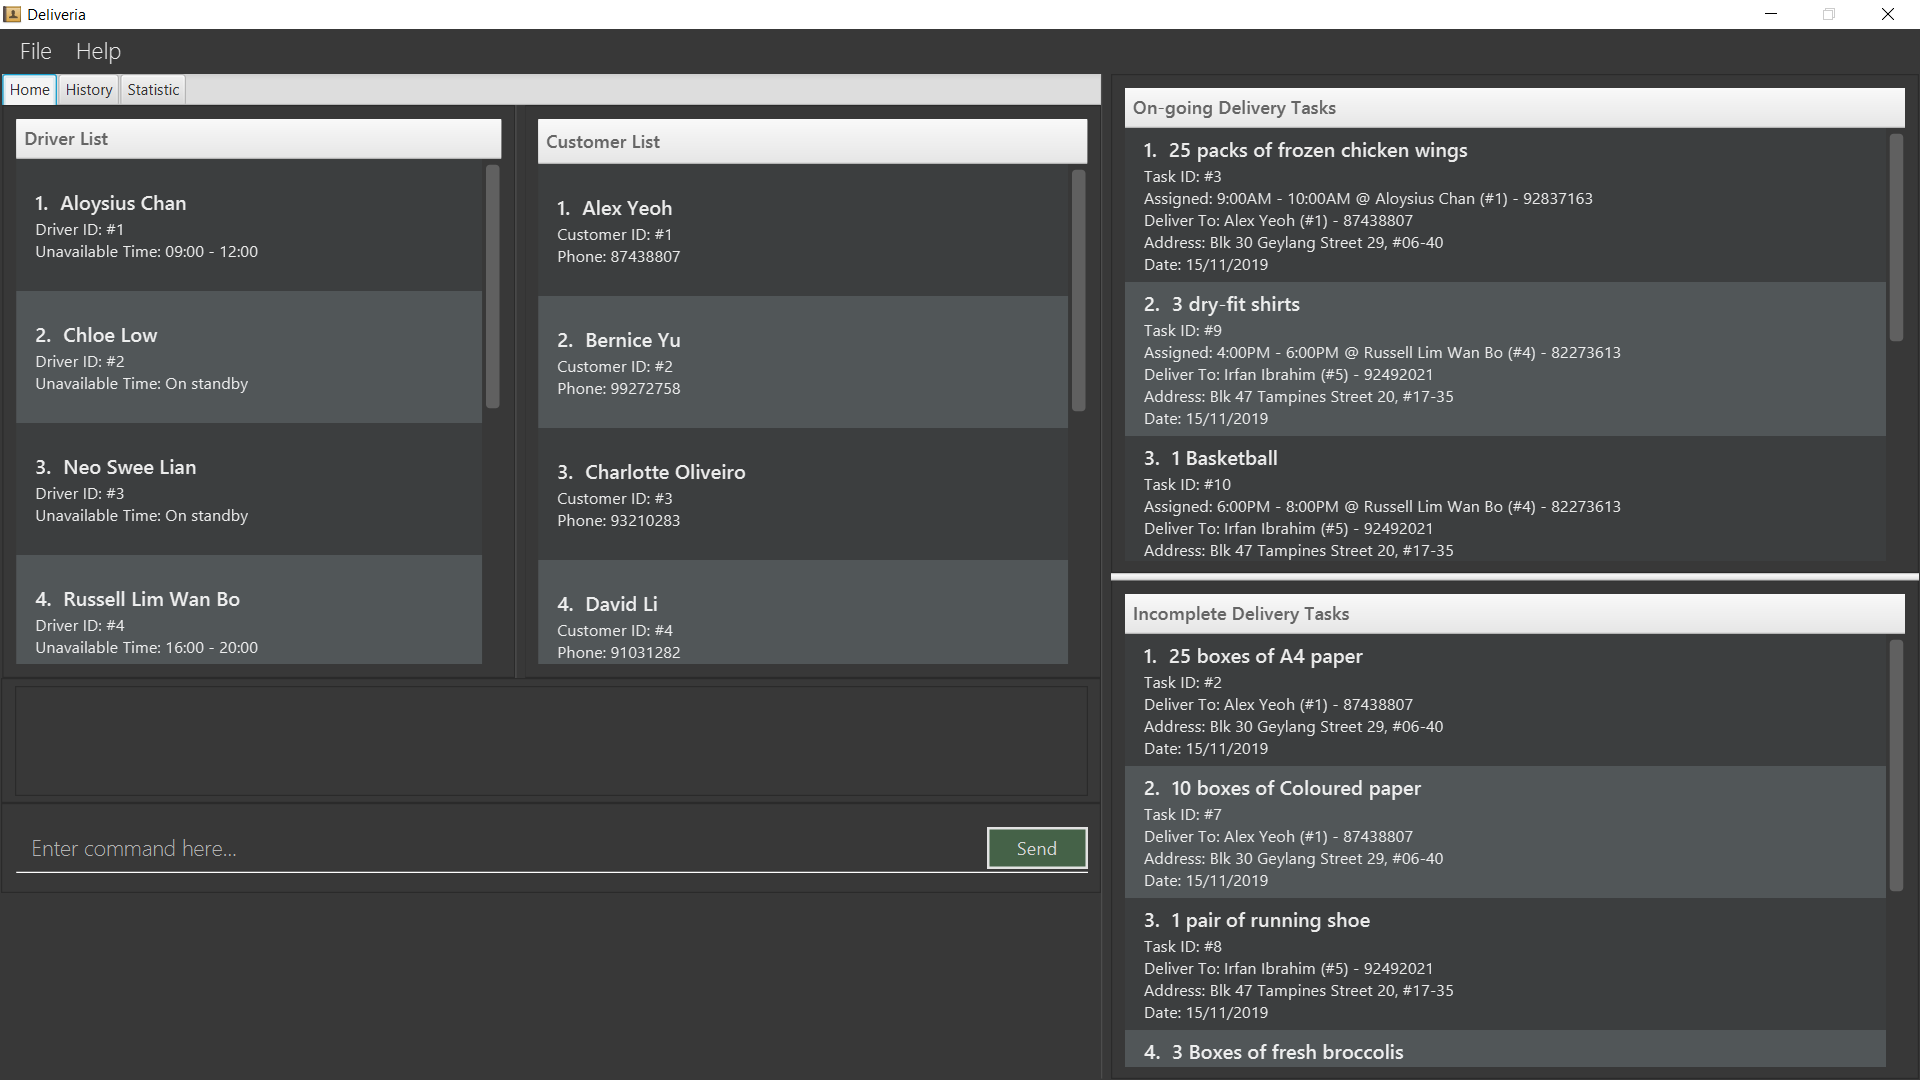 Deliveria
File Help
Home History Statistic
Driver List
1. Aloysius Chan
Driver ID: #1
Unavailable Time: 09:00 - 12:00
2. Chloe Low
Driver ID: #2
Unavailable Time: On standby
3. Neo Swee Lian
Driver ID: #3
Unavailable Time: On standby
4. Russell Lim Wan Bo
Driver ID: #4
Unavailable Time: 16:00 - 20:00
Customer List
1. Alex Yeoh
Customer ID: #1
Phone: 87438807
2. Bernice Yu
Customer ID: #2
Phone: 99272758
3. Charlotte Oliveiro
Customer ID: #3
Phone: 93210283
4. David Li
Customer ID: #4
Phone: 91031282
Enter command here...
Send
On-going Delivery Tasks
1. 25 packs of frozen chicken wings
Task ID: #3
Assigned: 9:00AM - 10:00AM @ Aloysius Chan (#1) - 92837163
Deliver To: Alex Yeoh (#1) - 87438807
Address: Blk 30 Geylang Street 29, #06-40
Date: 15/11/2019
2. 3 dry-fit shirts
Task ID: #9
Assigned: 4:00PM - 6:00PM @ Russell Lim Wan Bo (#4) - 82273613
Deliver To: Irfan Ibrahim (#5) - 92492021
Address: Blk 47 Tampines Street 20, #17-35
Date: 15/11/2019
3. 1 Basketball
Task ID: #10
Assigned: 6:00PM - 8:00PM @ Russell Lim Wan Bo (#4) - 82273613
Deliver To: Irfan Ibrahim (#5) - 92492021
Address: Blk 47 Tampines Street 20, #17-35
Incomplete Delivery Tasks
1. 25 boxes of A4 paper
Task ID: #2
Deliver To: Alex Yeoh (#1) - 87438807
Address: Blk 30 Geylang Street 29, #06-40
Date: 15/11/2019
2. 10 boxes of Coloured paper
Task ID: #7
Deliver To: Alex Yeoh (#1) - 87438807
Address: Blk 30 Geylang Street 29, #06-40
Date: 15/11/2019
3. 1 pair of running shoe
Task ID: #8
Deliver To: Irfan Ibrahim (#5) - 92492021
Address: Blk 47 Tampines Street 20, #17-35
Date: 15/11/2019
4. 3 Boxes of fresh broccolis